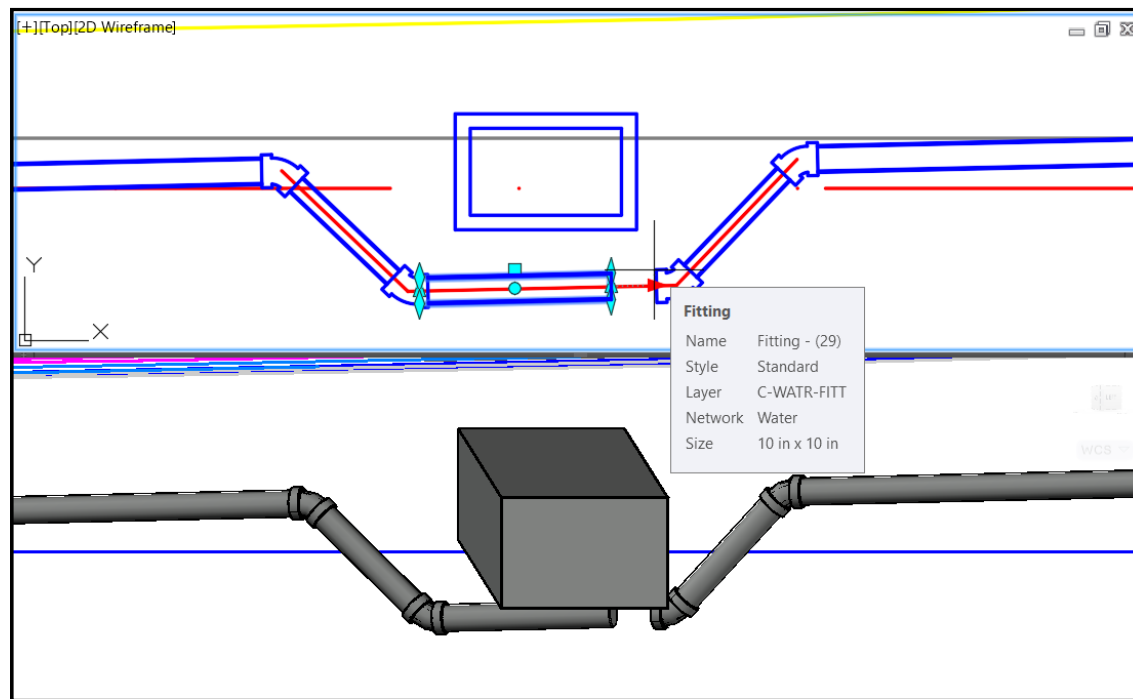 [+][Top][2D Wireframe]
Y
X
Fitting
Name Fitting - (29)
Style Standard
Layer C-WATR-FITT
Network Water
Size 10 in x 10 in
WCS